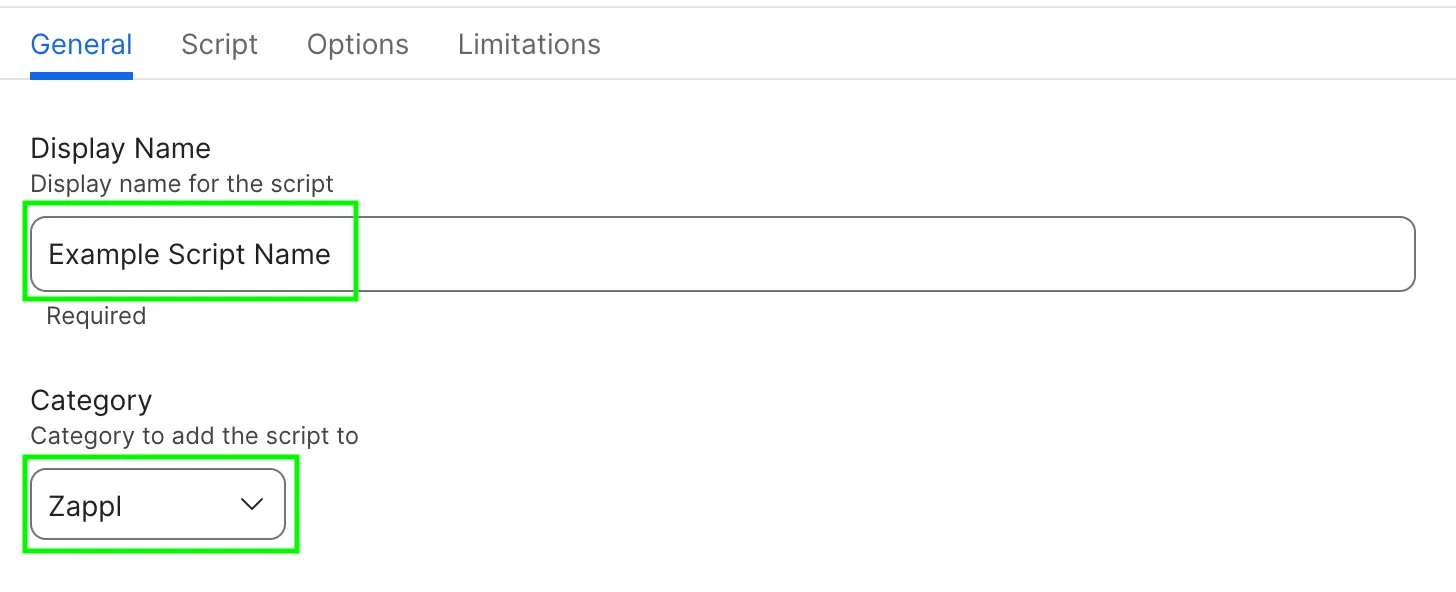 General Script Options Limitations
Display Name
Display name for the script
Example Script Name
Required
Category
Category to add the script to
Zappl